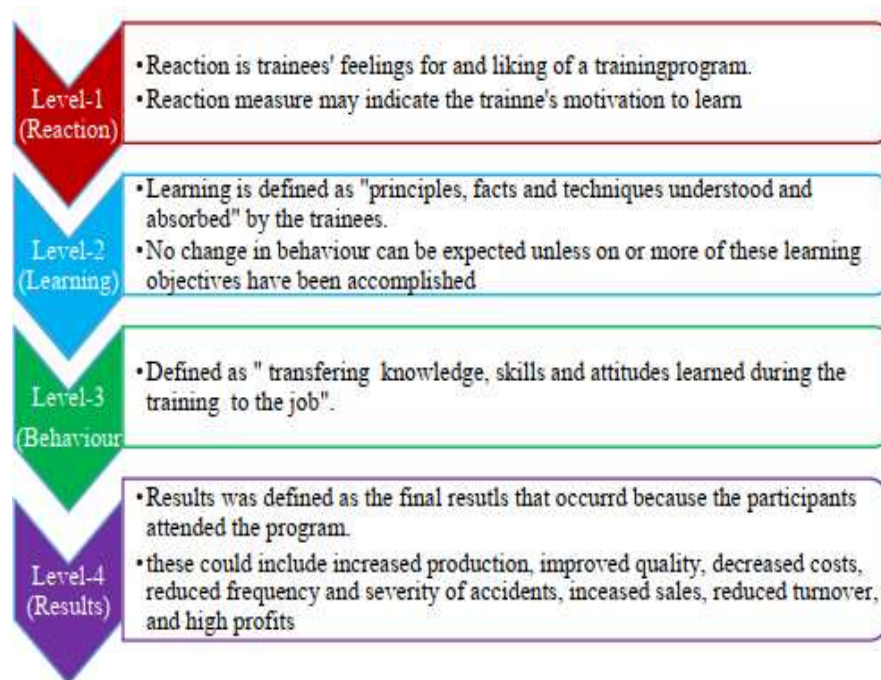 Level-1
(Reaction)
•Reaction is trainees' feelings for and liking of a trainingprogram.
•Reaction measure may indicate the trainne's motivation to learn
Level-2
(Learning)
•Learning is defined as "principles, facts and techniques understood and
absorbed" by the trainees.
•No change in behaviour can be expected unless on or more of these learning
objectives have been accomplished
Level-3
(Behaviour
•Defined as " transfering knowledge, skills and attitudes learned during the
training to the job".
Level-4
(Results)
•Results was defined as the final resutls that occurrd because the participants
attended the program.
•these could include increased production, improved quality, decreased costs,
reduced frequency and severity of accidents, inceased sales, reduced turnover,
and high profits